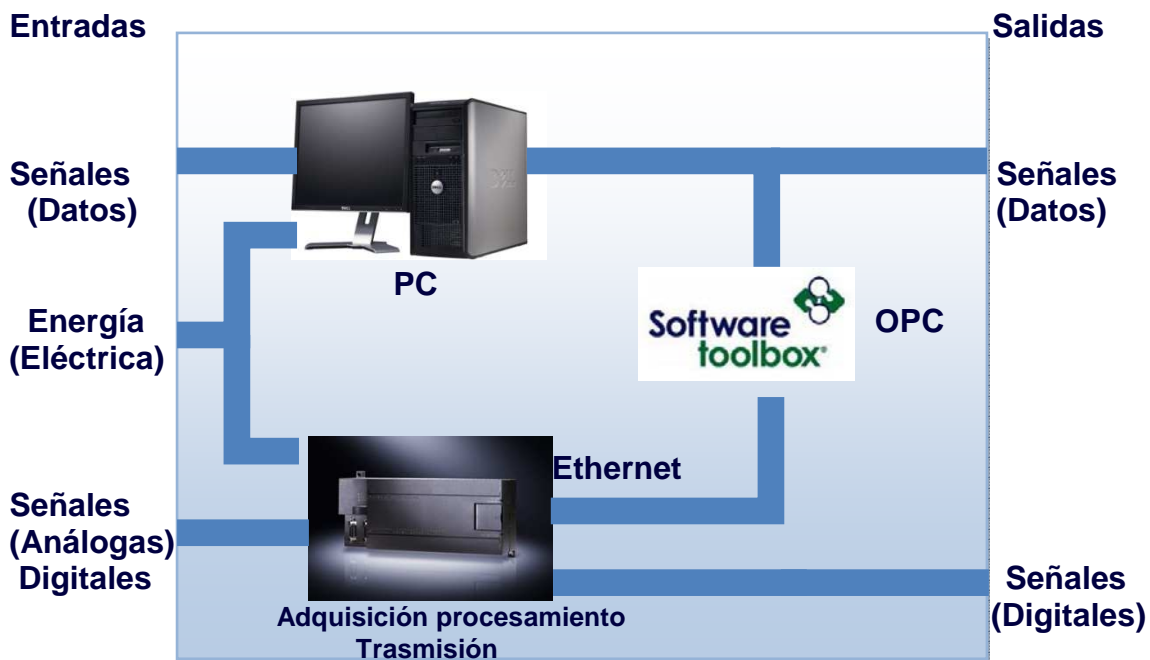 Entradas
Salidas
Señales
(Datos)
Señales
(Datos)
PC
Energía
(Eléctrica)
Software
toolbox
OPC
Ethernet
Señales
(Análogas)
Digitales
Adquisición procesamiento
Trasmisión
Señales
(Digitales)